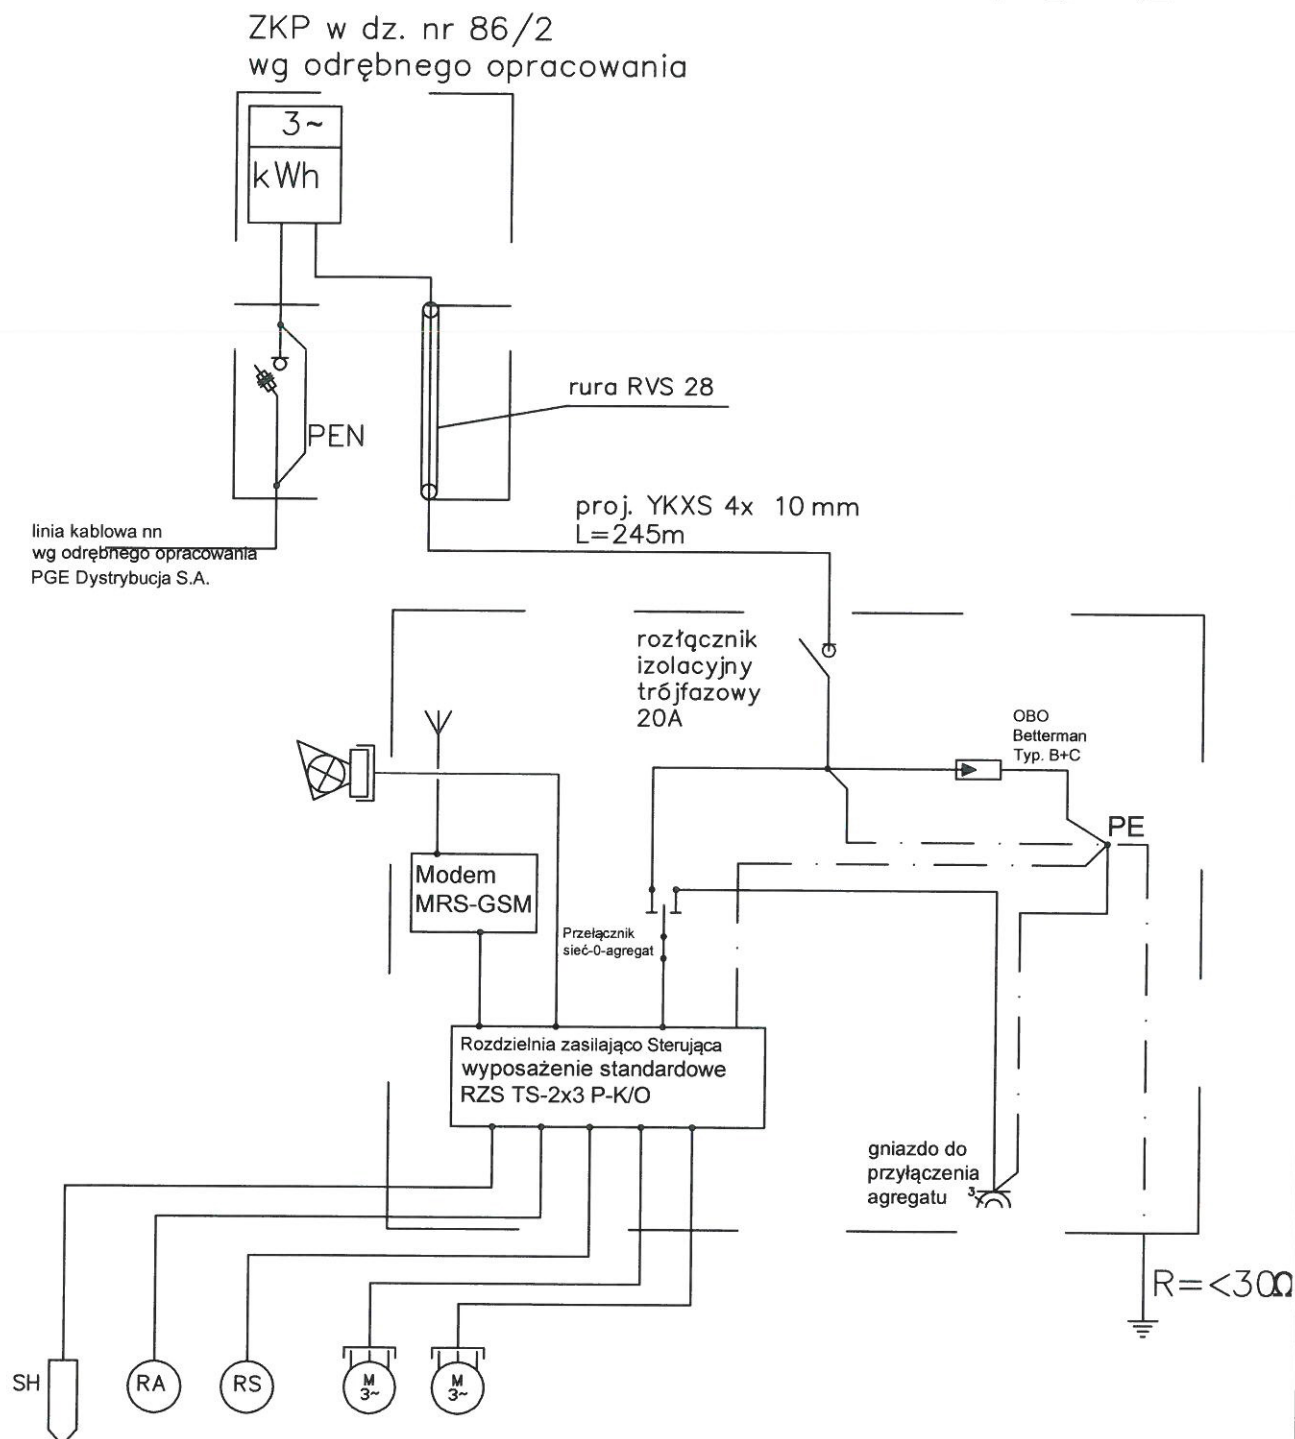 ZKP w dz. nr 86/2
wg odrębnego opracowania
3~
kWh
rura RVS 28
PEN
proj. YKXS 4x 10 mm
L=245m
linia kablowa nn
wg odrębnego opracowania
PGE Dystrybucja S.A.
rozłącznik
izolacyjny
trójfazowy
20A
OBO
Betterman
Typ. B+C
PE
Modem
MRS-GSM
Przełącznik
sieć-0-agregat
Rozdzielnia zasilająco Sterująca
wyposażenie standardowe
RZS TS-2x3 P-K/O
gniazdo do
przyłączenia
agregatu
3
R=<30Ω
SH
RA
RS
M
3~
M
3~